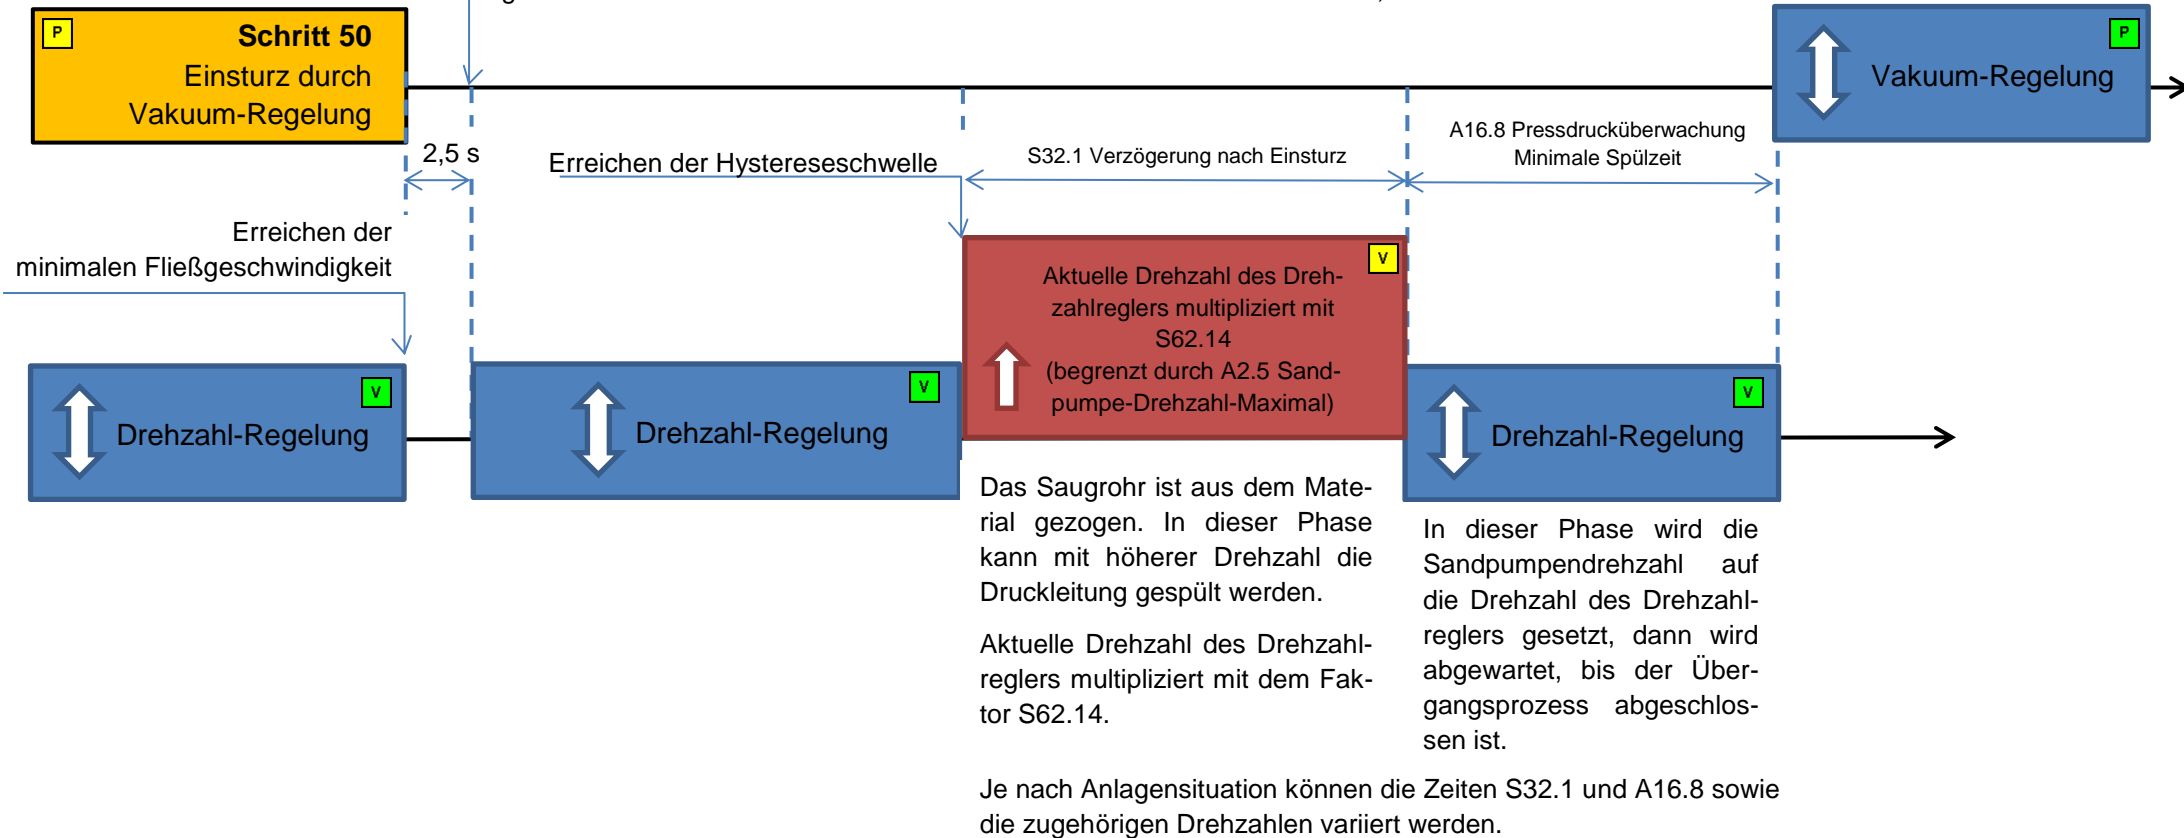 P
Schritt 50
Einsturz durch
Vakuum-Regelung
P
Vakuum-Regelung
2,5 s
Erreichen der Hystereseschwelle
S32.1 Verzögerung nach Einsturz
A16.8 Pressdrucküberwachung
Minimale Spülzeit
Erreichen der
minimalen Fließgeschwindigkeit
V
Drehzahl-Regelung
V
Drehzahl-Regelung
V
Aktuelle Drehzahl des Dreh-
zahlreglers multipliziert mit
S62.14
(begrenzt durch A2.5 Sand-
pumpe-Drehzahl-Maximal)
V
Drehzahl-Regelung
Das Saugrohr ist aus dem Mate-
rial gezogen. In dieser Phase
kann mit höherer Drehzahl die
Druckleitung gespült werden.
Aktuelle Drehzahl des Drehzahl-
reglers multipliziert mit dem Fak-
tor S62.14.
In dieser Phase wird die
Sandpumpendrehzahl auf
die Drehzahl des Drehzahl-
reglers gesetzt, dann wird
abgewartet, bis der Über-
gangsprozess abgeschlos-
sen ist.
Je nach Anlagensituation können die Zeiten S32.1 und A16.8 sowie
die zugehörigen Drehzahlen variiert werden.